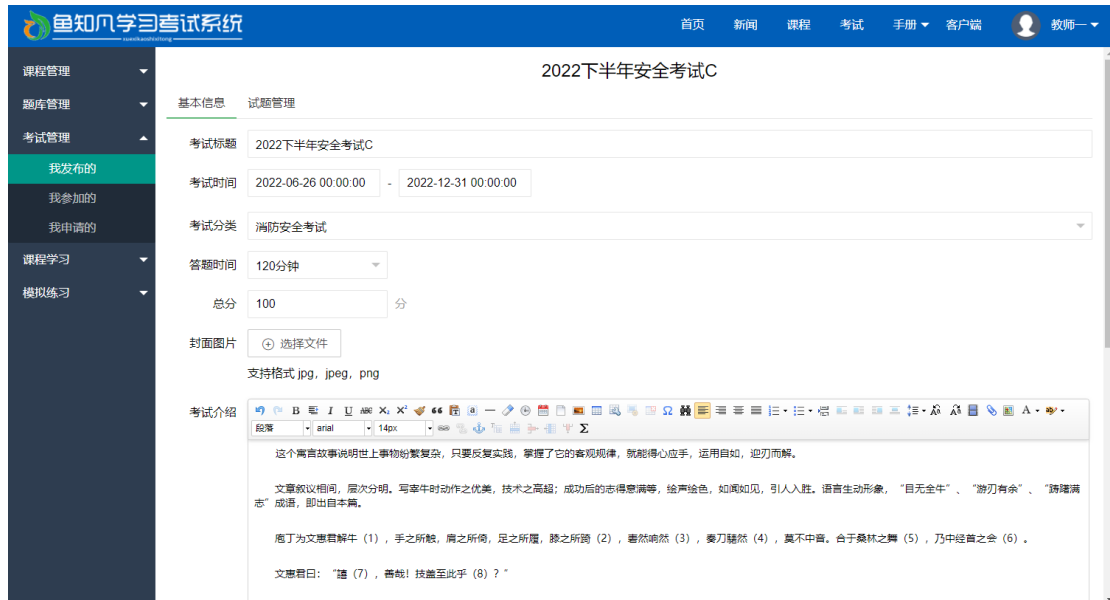 鱼知凡学习考试系统
xuexikaoshixitong
首页 新闻 课程 考试 手册 客户端 教师一
课程管理
题库管理
考试管理
我发布的
我参加的
我申请的
课程学习
模拟练习
2022下半年安全考试C
基本信息 试题管理
考试标题 2022下半年安全考试C
考试时间 2022-06-26 00:00:00 - 2022-12-31 00:00:00
考试分类 消防安全考试
答题时间 120分钟
总分 100 分
封面图片 选择文件
支持格式 jpg，jpeg，png
考试介绍
段落 arial 14px
这个寓言故事说明世上事物纷繁复杂，只要反复实践，掌握了它的客观规律，就能得心应手，运用自如，迎刃而解。
文章叙议相间，层次分明。写宰牛时动作之优美，技术之高超；成功后的志得意满等，绘声绘色，如闻如见，引人入胜。语言生动形象，“目无全牛”、“游刃有余”、“踌躇满
志”成语，即出自本篇。
庖丁为文惠君解牛（1），手之所触，肩之所倚，足之所履，膝之所踦（2），砉然响然（3），奏刀騞然（4），莫不中音。合于桑林之舞（5），乃中经首之会（6）。
文惠君曰：“譆（7），善哉！技盖至此乎（8）？”